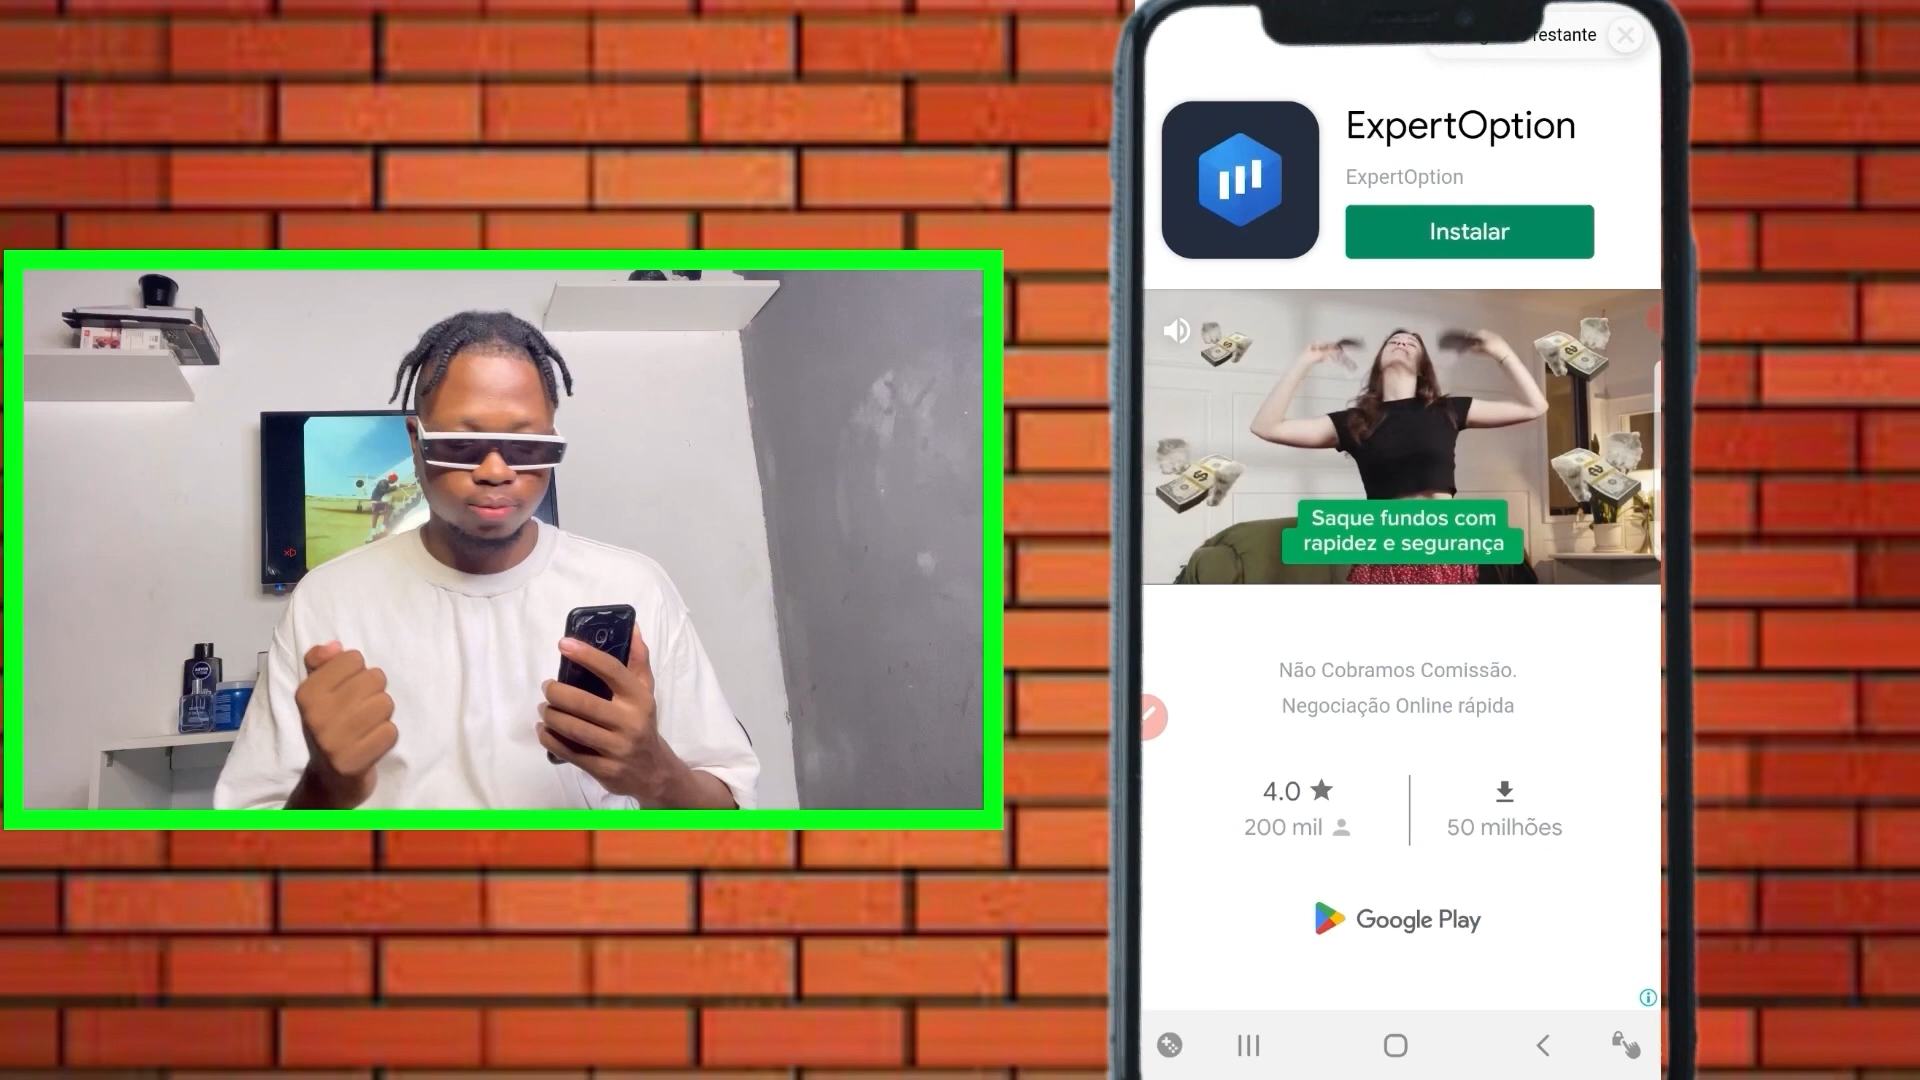 restante
ExpertOption
ExpertOption
Instalar
Saque fundos com
rapidez e segurança
Não Cobramos Comissão.
Negociação Online rápida
4.0
200 mil
50 milhões
Google Play